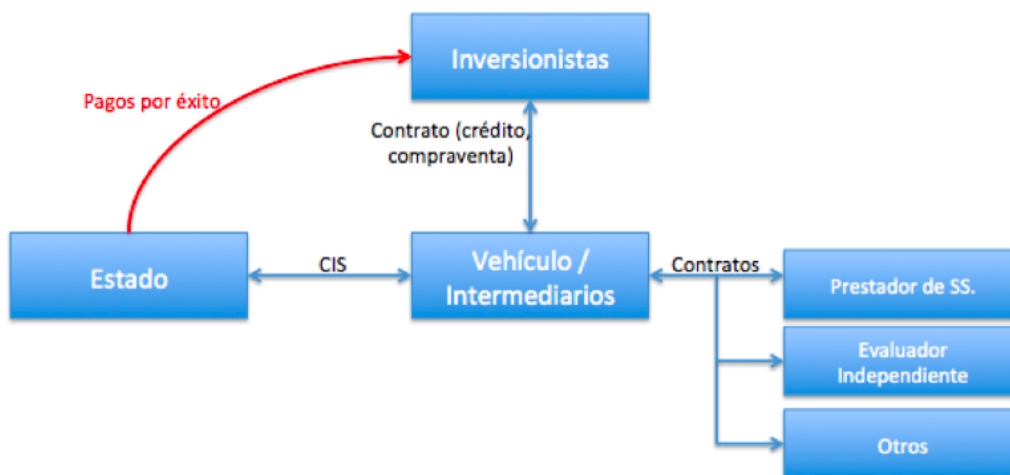 Inversionistas
Pagos por éxito
Contrato (crédito,
compraventa)
Estado
CIS
Vehículo /
Intermediarios
Contratos
Prestador de SS.
Evaluador
Independiente
Otros